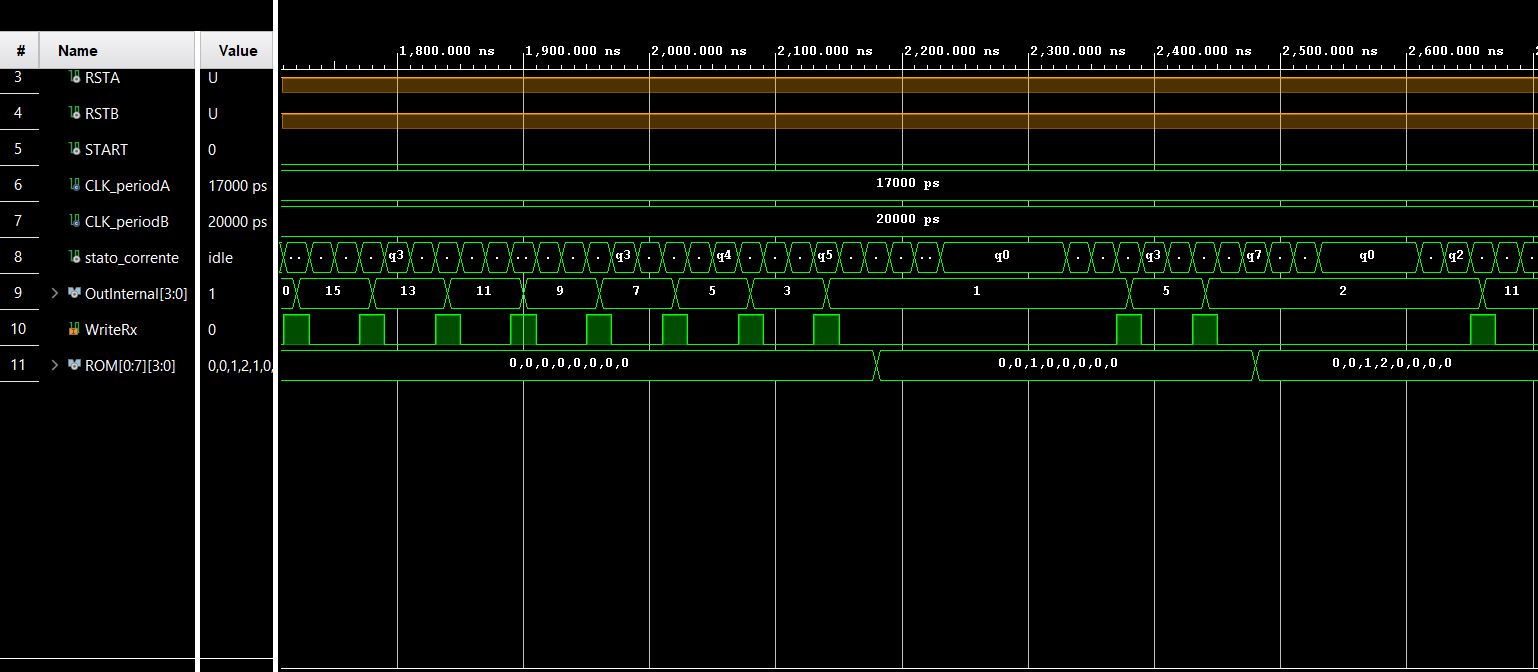 # Name Value 1,800.000 ns 1,900.000 ns 2,000.000 ns 2,100.000 ns 2,200.000 ns 2,300.000 ns 2,400.000 ns 2,500.000 ns 2,600.000 ns
3 RSTA U
4 RSTB U
5 START 0
6 CLK_periodA 17000 ps 17000 ps
7 CLK_periodB 20000 ps 20000 ps
8 stato_corrente idle .. . . . q3 . . . . .. . . . q3 . . . q4 . . . q5 . . . .. q0 . . . q3 . . . q7 . . q0 . q2 . . .
9 OutInternal[3:0] 1 0 15 13 11 9 7 5 3 1 5 2 11
10 WriteRx 0
11 ROM[0:7][3:0] 0,0,1,2,1,0, 0,0,0,0,0,0,0,0 0,0,1,0,0,0,0,0 0,0,1,2,0,0,0,0